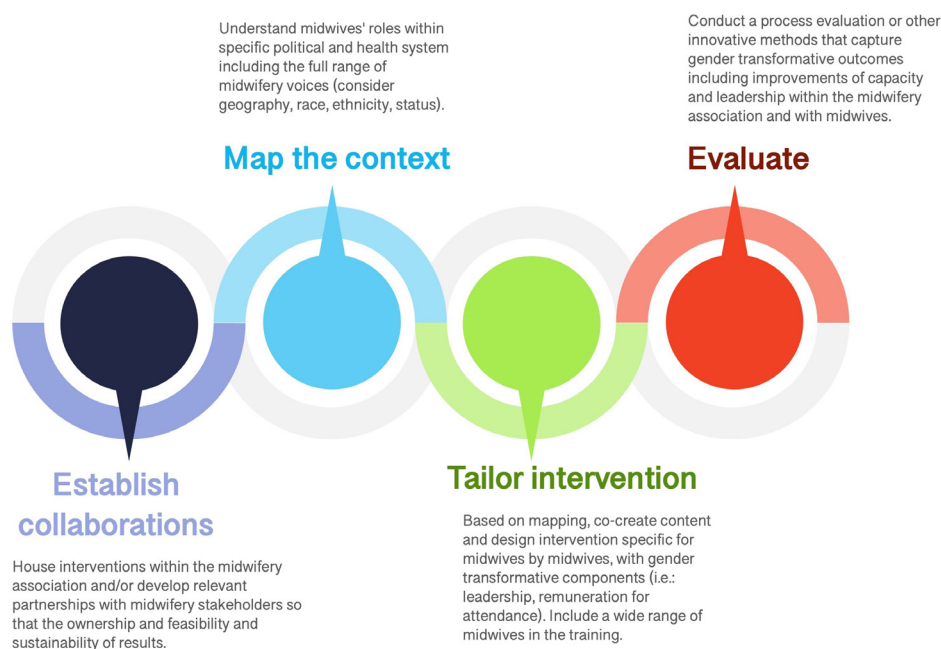 Understand midwives' roles within
specific political and health system
including the full range of
midwifery voices (consider
geography, race, ethnicity, status).
Map the context
Conduct a process evaluation or other
innovative methods that capture
gender transformative outcomes
including improvements of capacity
and leadership within the midwifery
association and with midwives.
Evaluate
Establish
collaborations
House interventions within the midwifery
association and/or develop relevant
partnerships with midwifery stakeholders so
that the ownership and feasibility and
sustainability of results.
Tailor intervention
Based on mapping, co-create content
and design intervention specific for
midwives by midwives, with gender
transformative components (i.e.:
leadership, remuneration for
attendance). Include a wide range of
midwives in the training.